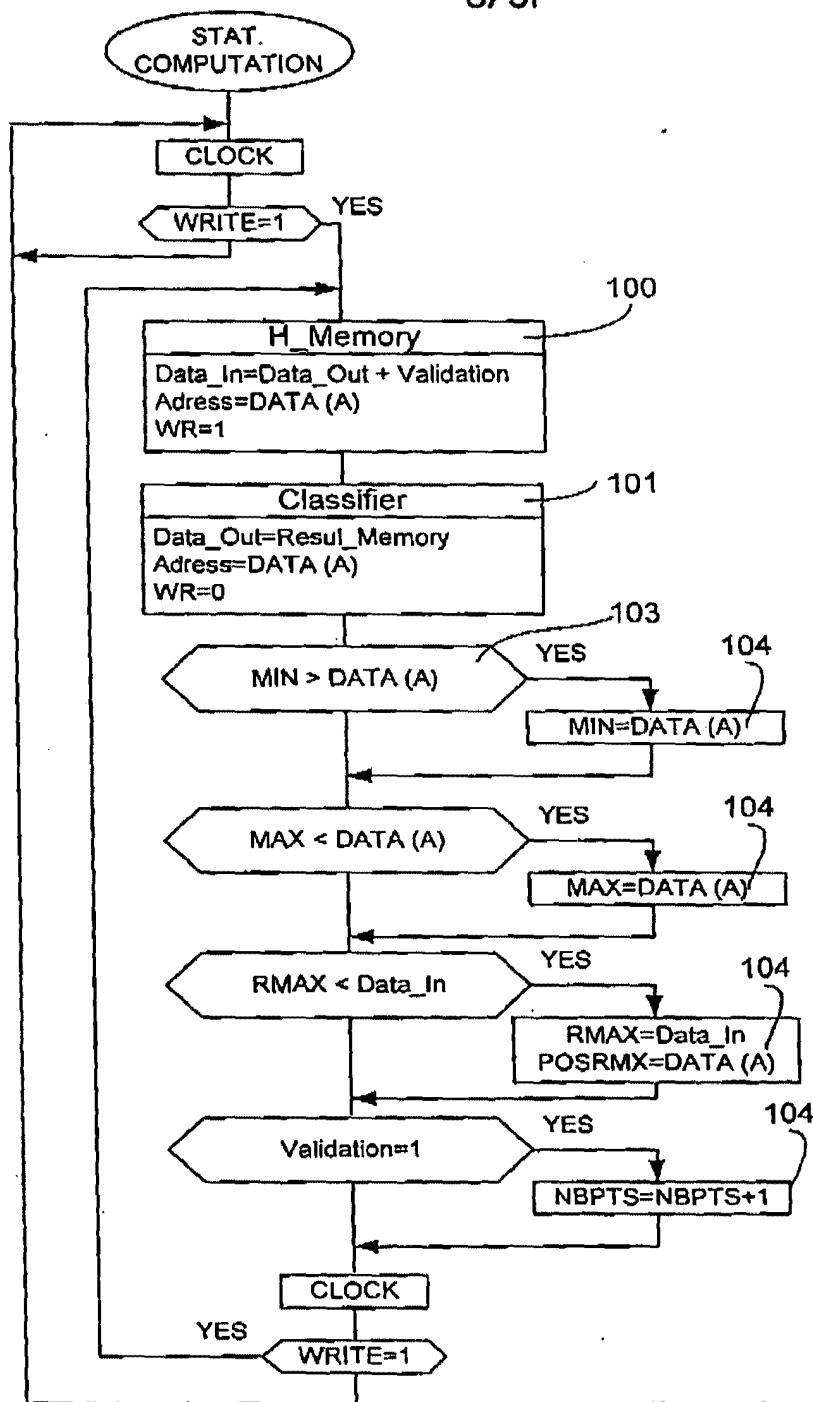 STAT.
COMPUTATION
CLOCK
WRITE=1
YES
100
H_Memory
Data_In=Data_Out + Validation
Adress=DATA (A)
WR=1
101
Classifier
Data_Out=Resul_Memory
Adress=DATA (A)
WR=0
103
MIN > DATA (A)
YES
104
MIN=DATA (A)
MAX < DATA (A)
YES
104
MAX=DATA (A)
RMAX < Data_In
YES
104
RMAX=Data_In
POSRMX=DATA (A)
Validation=1
YES
104
NBPTS=NBPTS+1
CLOCK
YES
WRITE=1